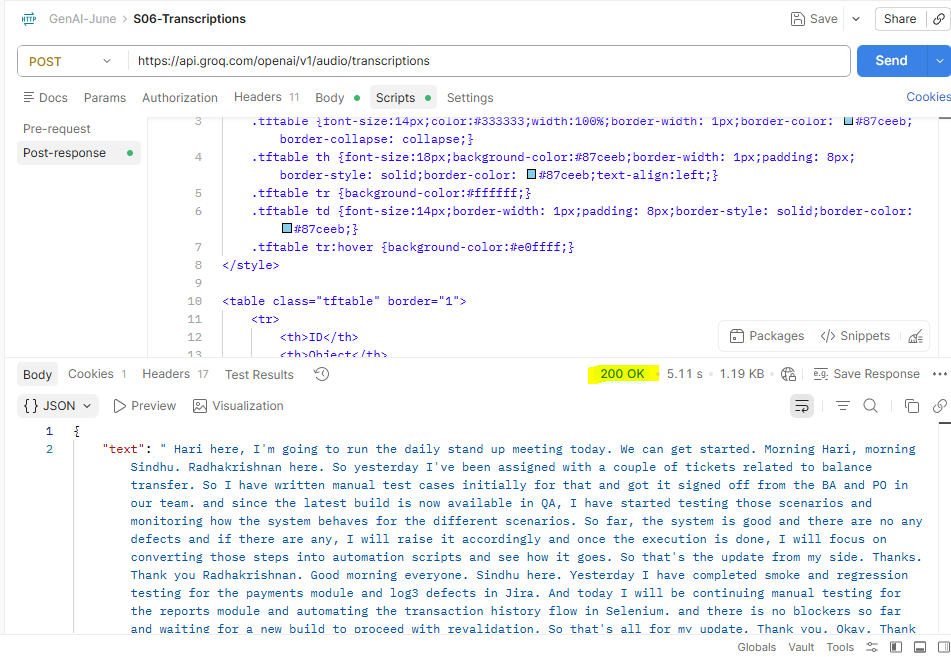 HTTP GenAI-June > S06-Transcriptions Save Share
POST https://api.groq.com/openai/v1/audio/transcriptions Send
Docs Params Authorization Headers 11 Body Scripts Settings Cookies
Pre-request
Post-response
3 .tftable {font-size:14px;color:#333333;width:100%;border-width: 1px;border-color: #87ceeb;
border-collapse: collapse;}
4 .tftable th {font-size:18px;background-color:#87ceeb;border-width: 1px;padding: 8px;
border-style: solid;border-color: #87ceeb;text-align:left;}
5 .tftable tr {background-color:#ffffff;}
6 .tftable td {font-size:14px;border-width: 1px;padding: 8px;border-style: solid;border-color:
#87ceeb;}
7 .tftable tr:hover {background-color:#e0ffff;}
8 </style>
9
10 <table class="tftable" border="1">
11 <tr>
12 <th>ID</th>
13 <th>Object</th>
Packages </> Snippets
Body Cookies 1 Headers 17 Test Results 200 OK 5.11 s 1.19 KB e.g. Save Response
{} JSON Preview Visualization
1 {
2 "text": " Hari here, I'm going to run the daily stand up meeting today. We can get started. Morning Hari, morning
Sindhu. Radhakrishnan here. So yesterday I've been assigned with a couple of tickets related to balance
transfer. So I have written manual test cases initially for that and got it signed off from the BA and PO in
our team. and since the latest build is now available in QA, I have started testing those scenarios and
monitoring how the system behaves for the different scenarios. So far, the system is good and there are no any
defects and if there are any, I will raise it accordingly and once the execution is done, I will focus on
converting those steps into automation scripts and see how it goes. So that's the update from my side. Thanks.
Thank you Radhakrishnan. Good morning everyone. Sindhu here. Yesterday I have completed smoke and regression
testing for the payments module and log3 defects in Jira. And today I will be continuing manual testing for
the reports module and automating the transaction history flow in Selenium. and there is no blockers so far
and waiting for a new build to proceed with revalidation. So that's all for my update. Thank you. Okay. Thank
Globals Vault Tools